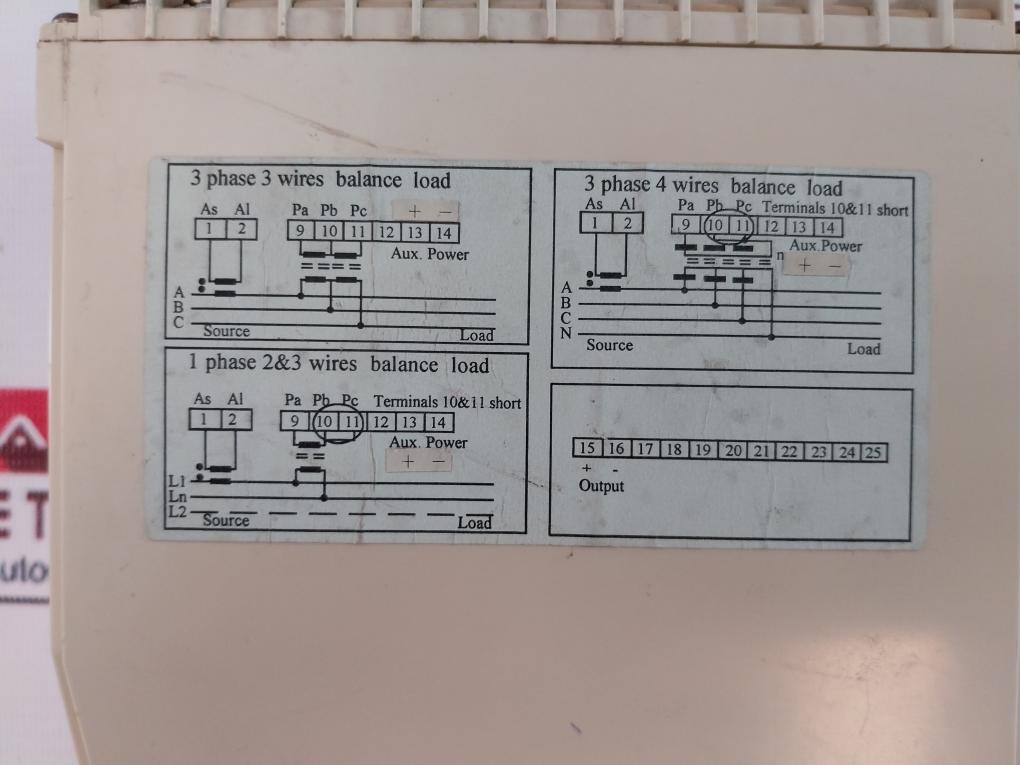 3 phase 3 wires balance load
As Al Pa Pb Pc + −
1 2 9 10 11 12 13 14
Aux. Power
A
B
C
Source Load
3 phase 4 wires balance load
As Al Pa Pb Pc Terminals 10&11 short
1 2 9 10 11 12 13 14
Aux.Power
n + −
A
B
C
N
Source Load
1 phase 2&3 wires balance load
As Al Pa Pb Pc Terminals 10&11 short
1 2 9 10 11 12 13 14
Aux. Power
+ −
L1
Ln
L2
Source Load
15 16 17 18 19 20 21 22 23 24 25
+ -
Output
ET